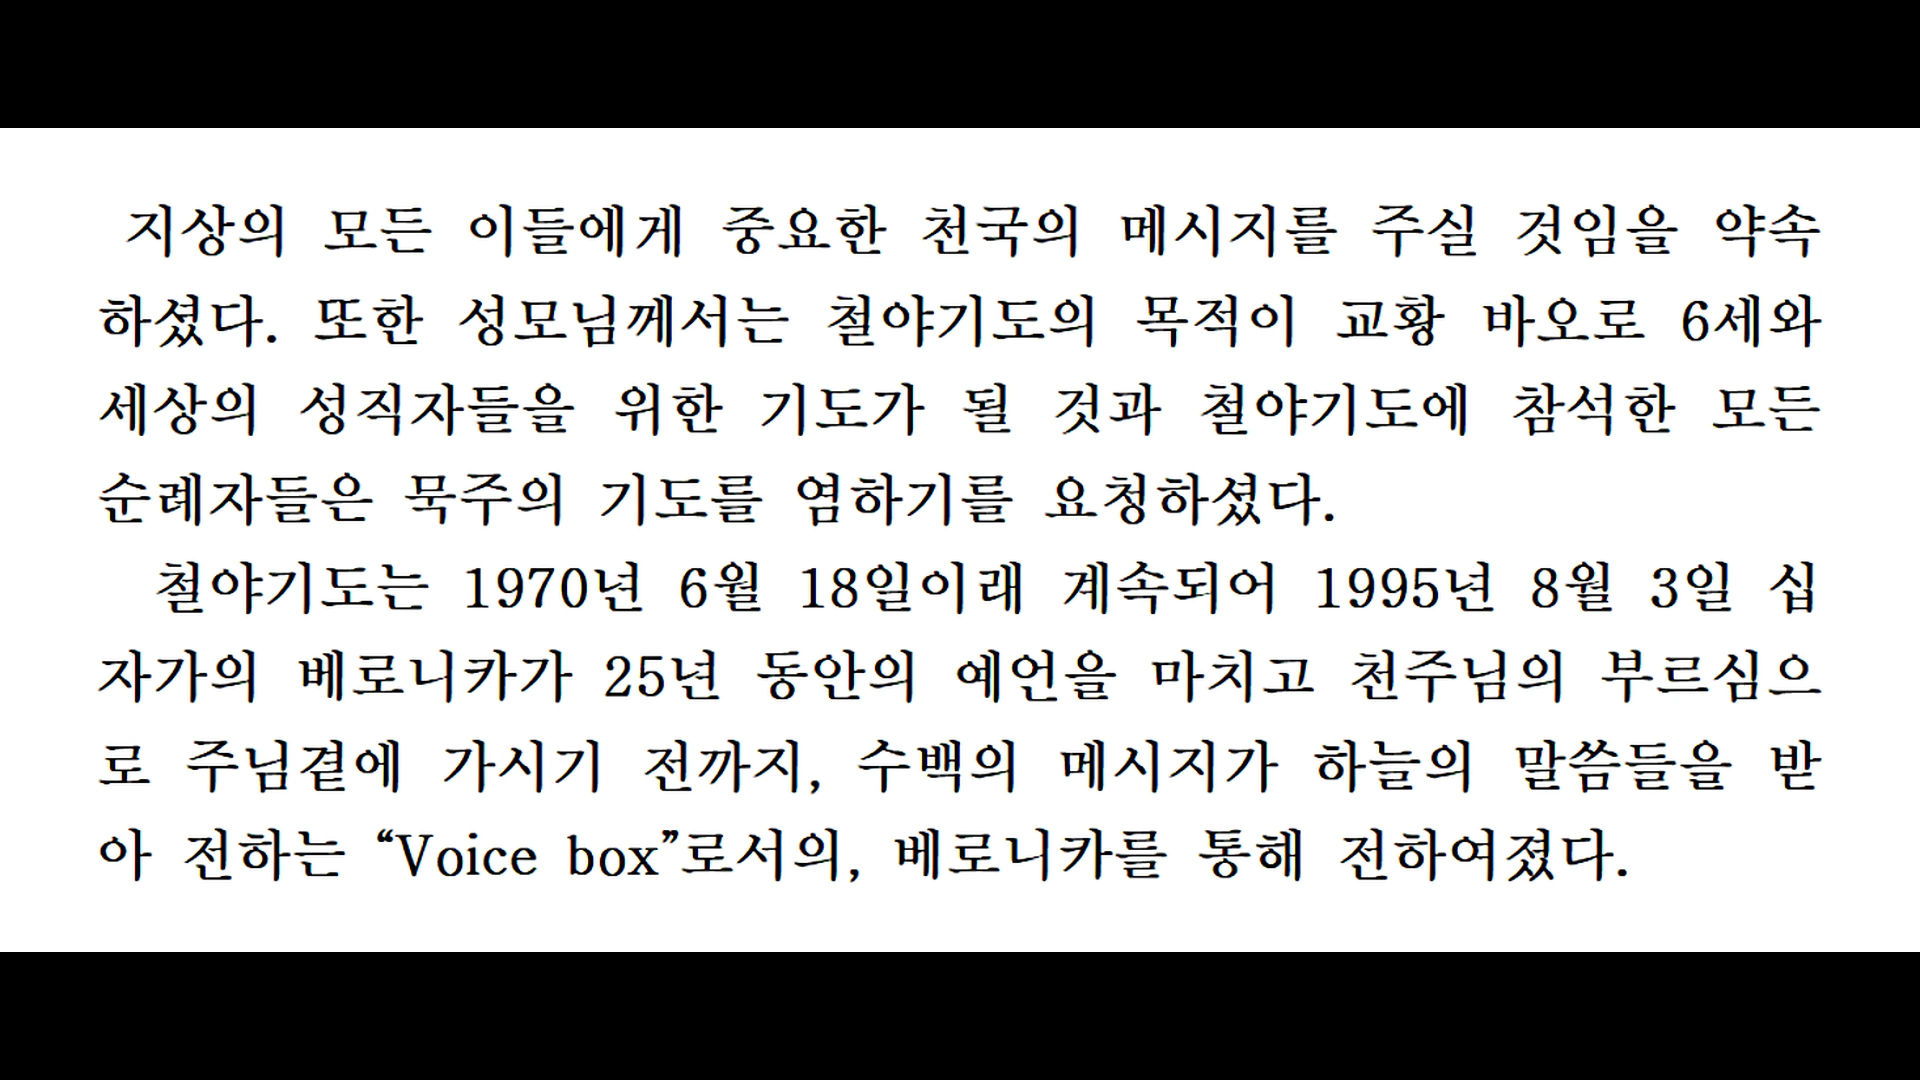 지상의 모든 이들에게 중요한 천국의 메시지를 주실 것임을 약속
하셨다. 또한 성모님께서는 철야기도의 목적이 교황 바오로 6세와
세상의 성직자들을 위한 기도가 될 것과 철야기도에 참석한 모든
순례자들은 묵주의 기도를 염하기를 요청하셨다.
철야기도는 1970년 6월 18일이래 계속되어 1995년 8월 3일 십
자가의 베로니카가 25년 동안의 예언을 마치고 천주님의 부르심으
로 주님곁에 가시기 전까지, 수백의 메시지가 하늘의 말씀들을 받
아 전하는 “Voice box”로서의, 베로니카를 통해 전하여졌다.